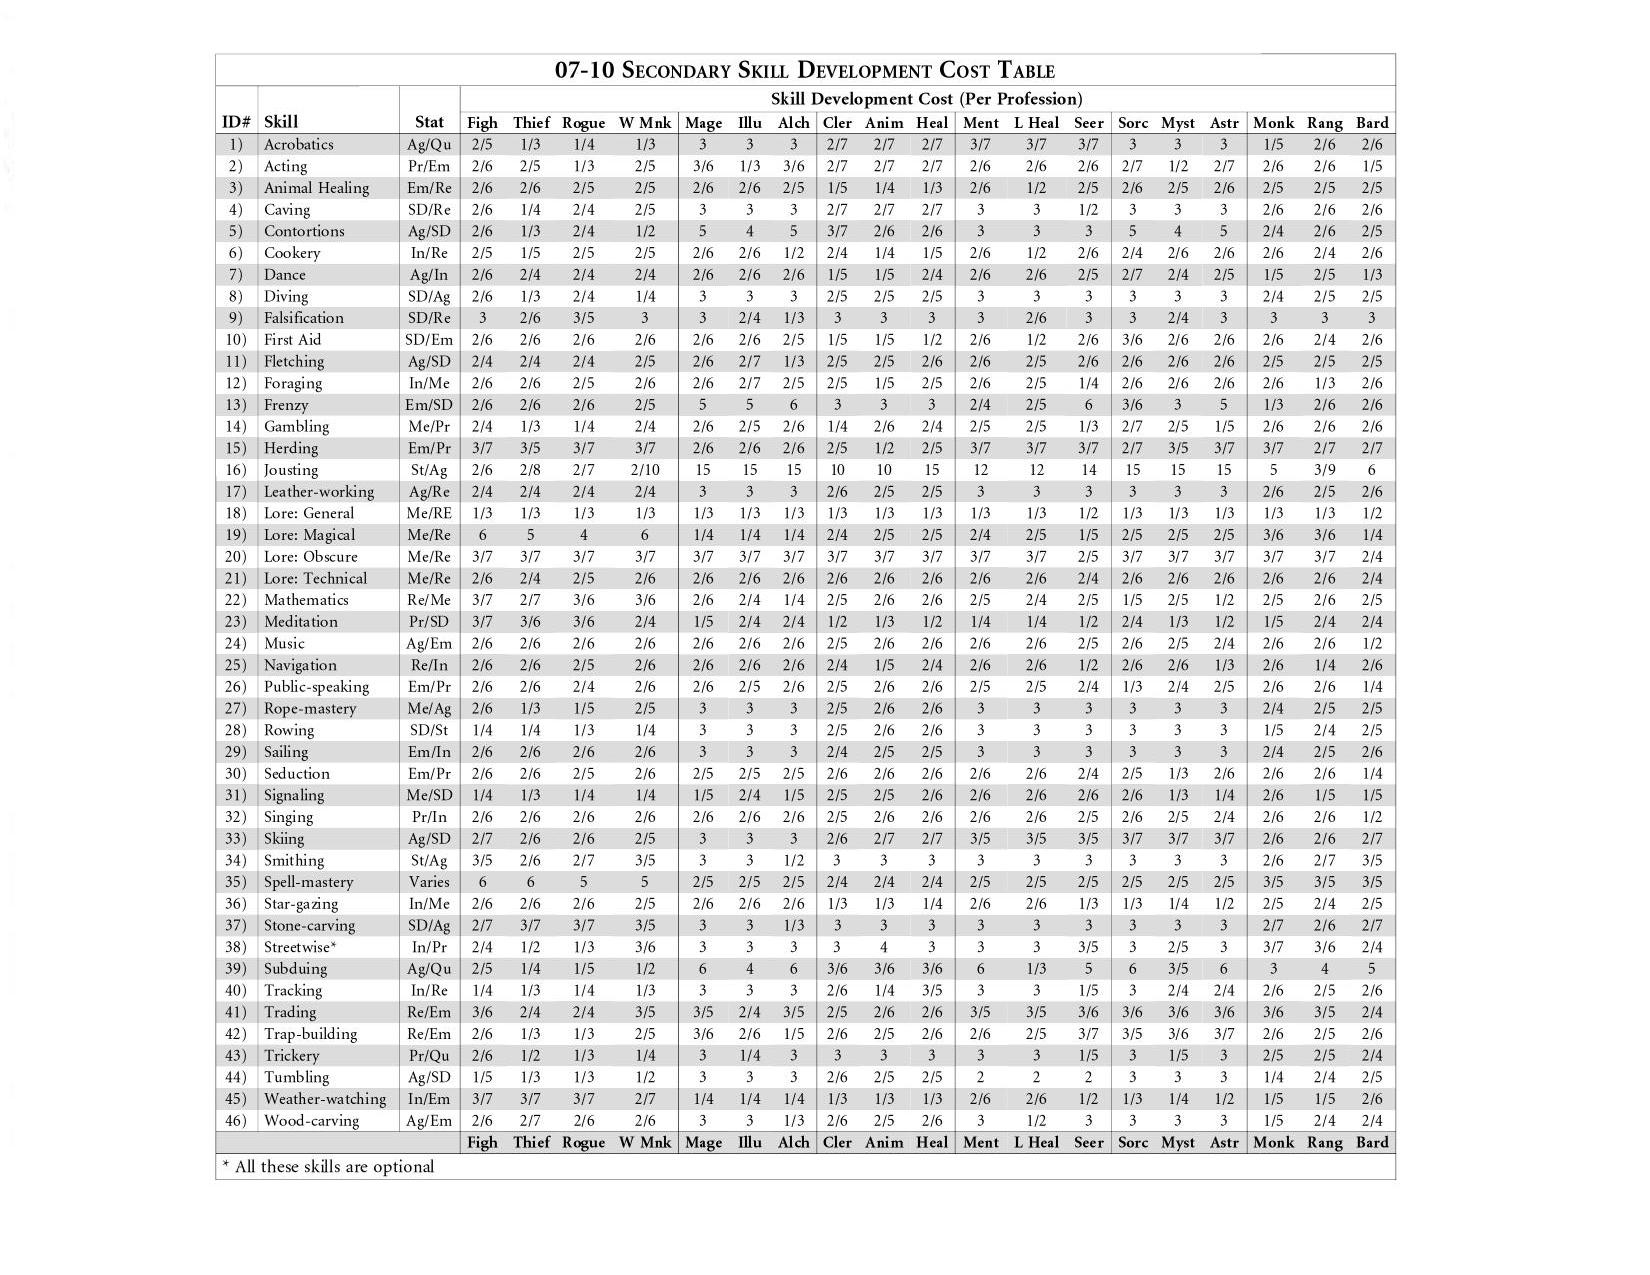 07-10 Secondary Skill Development Cost Table
Skill Development Cost (Per Profession)
ID# Skill Stat Figh Thief Rogue W Mnk Mage Illu Alch Cler Anim Heal Ment L Heal Seer Sorc Myst Astr Monk Rang Bard
1) Acrobatics Ag/Qu 2/5 1/3 1/4 1/3 3 3 3 2/7 2/7 2/7 3/7 3/7 3/7 3 3 3 1/5 2/6 2/6
2) Acting Pr/Em 2/6 2/5 1/3 2/5 3/6 1/3 3/6 2/7 2/7 2/7 2/6 2/6 2/6 2/7 1/2 2/7 2/6 2/6 1/5
3) Animal Healing Em/Re 2/6 2/6 2/5 2/5 2/6 2/6 2/5 1/5 1/4 1/3 2/6 1/2 2/5 2/6 2/5 2/6 2/5 2/5 2/5
4) Caving SD/Re 2/6 1/4 2/4 2/5 3 3 3 2/7 2/7 2/7 3 3 1/2 3 3 3 2/6 2/6 2/6
5) Contortions Ag/SD 2/6 1/3 2/4 1/2 5 4 5 3/7 2/6 2/6 3 3 3 5 4 5 2/4 2/6 2/5
6) Cookery In/Re 2/5 1/5 2/5 2/5 2/6 2/6 1/2 2/4 1/4 1/5 2/6 1/2 2/6 2/4 2/6 2/6 2/6 2/4 2/6
7) Dance Ag/In 2/6 2/4 2/4 2/4 2/6 2/6 2/6 1/5 1/5 2/4 2/6 2/6 2/5 2/7 2/4 2/5 1/5 2/5 1/3
8) Diving SD/Ag 2/6 1/3 2/4 1/4 3 3 3 2/5 2/5 2/5 3 3 3 3 3 3 2/4 2/5 2/5
9) Falsification SD/Re 3 2/6 3/5 3 3 2/4 1/3 3 3 3 3 2/6 3 3 2/4 3 3 3 3
10) First Aid SD/Em 2/6 2/6 2/6 2/6 2/6 2/6 2/5 1/5 1/5 1/2 2/6 1/2 2/6 3/6 2/6 2/6 2/6 2/4 2/6
11) Fletching Ag/SD 2/4 2/4 2/4 2/5 2/6 2/7 1/3 2/5 2/5 2/6 2/6 2/5 2/6 2/6 2/6 2/6 2/5 2/5 2/5
12) Foraging In/Me 2/6 2/6 2/5 2/6 2/6 2/7 2/5 2/5 1/5 2/5 2/6 2/5 1/4 2/6 2/6 2/6 2/6 1/3 2/6
13) Frenzy Em/SD 2/6 2/6 2/6 2/5 5 5 6 3 3 3 2/4 2/5 6 3/6 3 5 1/3 2/6 2/6
14) Gambling Me/Pr 2/4 1/3 1/4 2/4 2/6 2/5 2/6 1/4 2/6 2/4 2/5 2/5 1/3 2/7 2/5 1/5 2/6 2/6 2/6
15) Herding Em/Pr 3/7 3/5 3/7 3/7 2/6 2/6 2/6 2/5 1/2 2/5 3/7 3/7 3/7 2/7 3/5 3/7 3/7 2/7 2/7
16) Jousting St/Ag 2/6 2/8 2/7 2/10 15 15 15 10 10 15 12 12 14 15 15 15 5 3/9 6
17) Leather-working Ag/Re 2/4 2/4 2/4 2/4 3 3 3 2/6 2/5 2/5 3 3 3 3 3 3 2/6 2/5 2/6
18) Lore: General Me/RE 1/3 1/3 1/3 1/3 1/3 1/3 1/3 1/3 1/3 1/3 1/3 1/3 1/2 1/3 1/3 1/3 1/3 1/3 1/2
19) Lore: Magical Me/Re 6 5 4 6 1/4 1/4 1/4 2/4 2/5 2/5 2/4 2/5 1/5 2/5 2/5 2/5 3/6 3/6 1/4
20) Lore: Obscure Me/Re 3/7 3/7 3/7 3/7 3/7 3/7 3/7 3/7 3/7 3/7 3/7 3/7 2/5 3/7 3/7 3/7 3/7 3/7 2/4
21) Lore: Technical Me/Re 2/6 2/4 2/5 2/6 2/6 2/6 2/6 2/6 2/6 2/6 2/6 2/6 2/4 2/6 2/6 2/6 2/6 2/6 2/4
22) Mathematics Re/Me 3/7 2/7 3/6 3/6 2/6 2/4 1/4 2/5 2/6 2/6 2/5 2/4 2/5 1/5 2/5 1/2 2/5 2/6 2/5
23) Meditation Pr/SD 3/7 3/6 3/6 2/4 1/5 2/4 2/4 1/2 1/3 1/2 1/4 1/4 1/2 2/4 1/3 1/2 1/5 2/4 2/4
24) Music Ag/Em 2/6 2/6 2/6 2/6 2/6 2/6 2/6 2/5 2/6 2/6 2/6 2/6 2/5 2/6 2/5 2/4 2/6 2/6 1/2
25) Navigation Re/In 2/6 2/6 2/5 2/6 2/6 2/6 2/6 2/4 1/5 2/4 2/6 2/6 1/2 2/6 2/6 1/3 2/6 1/4 2/6
26) Public-speaking Em/Pr 2/6 2/6 2/4 2/6 2/6 2/5 2/6 2/5 2/6 2/6 2/5 2/5 2/4 1/3 2/4 2/5 2/6 2/6 1/4
27) Rope-mastery Me/Ag 2/6 1/3 1/5 2/5 3 3 3 2/5 2/6 2/6 3 3 3 3 3 3 2/4 2/5 2/5
28) Rowing SD/St 1/4 1/4 1/3 1/4 3 3 3 2/5 2/6 2/6 3 3 3 3 3 3 1/5 2/4 2/5
29) Sailing Em/In 2/6 2/6 2/6 2/6 3 3 3 2/4 2/5 2/5 3 3 3 3 3 3 2/4 2/5 2/6
30) Seduction Em/Pr 2/6 2/6 2/5 2/6 2/5 2/5 2/5 2/6 2/6 2/6 2/6 2/6 2/4 2/5 1/3 2/6 2/6 2/6 1/4
31) Signaling Me/SD 1/4 1/3 1/4 1/4 1/5 2/4 1/5 2/5 2/5 2/6 2/6 2/6 2/6 2/6 1/3 1/4 2/6 1/5 1/5
32) Singing Pr/In 2/6 2/6 2/6 2/6 2/6 2/6 2/6 2/5 2/6 2/6 2/6 2/6 2/5 2/6 2/5 2/4 2/6 2/6 1/2
33) Skiing Ag/SD 2/7 2/6 2/6 2/5 3 3 3 2/6 2/7 2/7 3/5 3/5 3/5 3/7 3/7 3/7 2/6 2/6 2/7
34) Smithing St/Ag 3/5 2/6 2/7 3/5 3 3 1/2 3 3 3 3 3 3 3 3 3 2/6 2/7 3/5
35) Spell-mastery Varies 6 6 5 5 2/5 2/5 2/5 2/4 2/4 2/4 2/5 2/5 2/5 2/5 2/5 2/5 3/5 3/5 3/5
36) Star-gazing In/Me 2/6 2/6 2/6 2/5 2/6 2/6 2/6 1/3 1/3 1/4 2/6 2/6 1/3 1/3 1/4 1/2 2/5 2/4 2/5
37) Stone-carving SD/Ag 2/7 3/7 3/7 3/5 3 3 1/3 3 3 3 3 3 3 3 3 3 2/7 2/6 2/7
38) Streetwise* In/Pr 2/4 1/2 1/3 3/6 3 3 3 3 4 3 3 3 3/5 3 2/5 3 3/7 3/6 2/4
39) Subduing Ag/Qu 2/5 1/4 1/5 1/2 6 4 6 3/6 3/6 3/6 6 1/3 5 6 3/5 6 3 4 5
40) Tracking In/Re 1/4 1/3 1/4 1/3 3 3 3 2/6 1/4 3/5 3 3 1/5 3 2/4 2/4 2/6 2/5 2/6
41) Trading Re/Em 3/6 2/4 2/4 3/5 3/5 2/4 3/5 2/5 2/6 2/6 3/5 3/5 3/6 3/6 3/6 3/6 3/6 3/5 2/4
42) Trap-building Re/Em 2/6 1/3 1/3 2/5 3/6 2/6 1/5 2/6 2/5 2/6 2/6 2/5 3/7 3/5 3/6 3/7 2/6 2/5 2/6
43) Trickery Pr/Qu 2/6 1/2 1/3 1/4 3 1/4 3 3 3 3 3 3 1/5 3 1/5 3 2/5 2/5 2/4
44) Tumbling Ag/SD 1/5 1/3 1/3 1/2 3 3 3 2/6 2/5 2/5 2 2 2 3 3 3 1/4 2/4 2/5
45) Weather-watching In/Em 3/7 3/7 3/7 2/7 1/4 1/4 1/4 1/3 1/3 1/3 2/6 2/6 1/2 1/3 1/4 1/2 1/5 1/5 2/6
46) Wood-carving Ag/Em 2/6 2/7 2/6 2/6 3 3 1/3 2/6 2/5 2/6 3 1/2 3 3 3 3 1/5 2/4 2/4
Figh Thief Rogue W Mnk Mage Illu Alch Cler Anim Heal Ment L Heal Seer Sorc Myst Astr Monk Rang Bard
* All these skills are optional